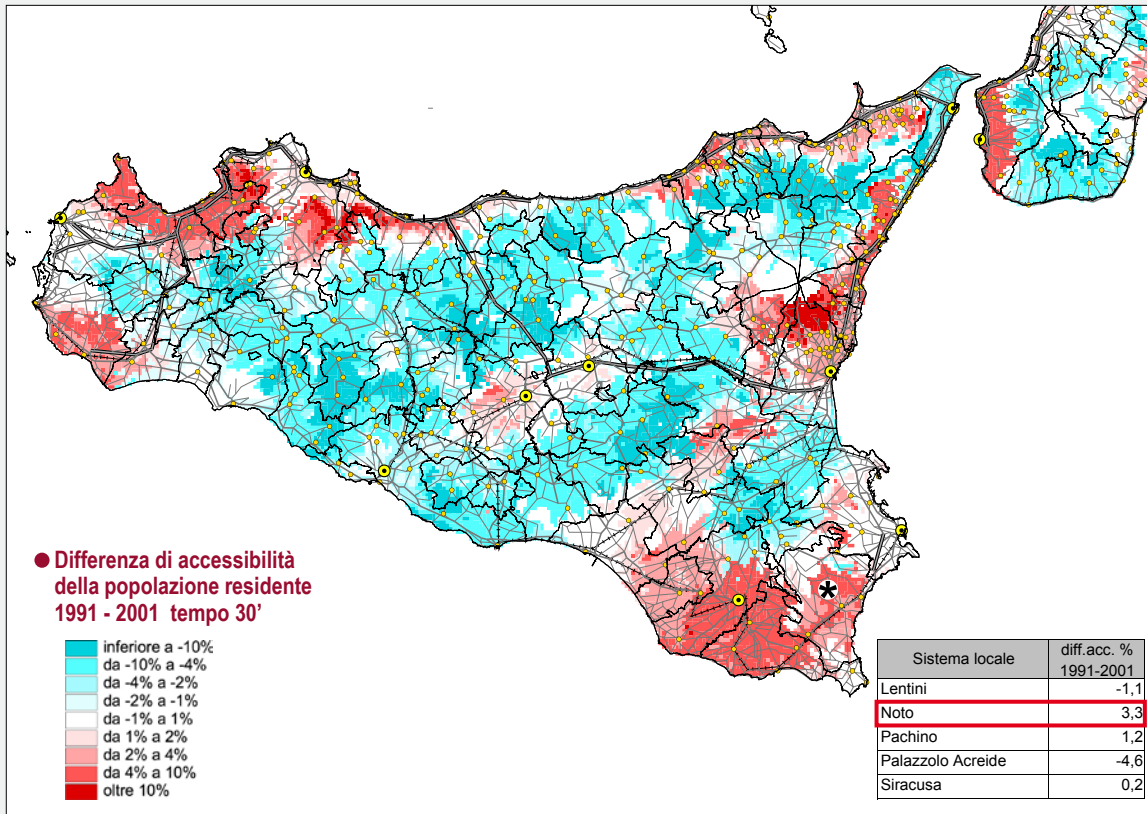 ● Differenza di accessibilità
della popolazione residente
1991 - 2001 tempo 30'
inferiore a -10%
da -10% a -4%
da -4% a -2%
da -2% a -1%
da -1% a 1%
da 1% a 2%
da 2% a 4%
da 4% a 10%
oltre 10%
Sistema locale diff.acc. %
1991-2001
Lentini -1,1
Noto 3,3
Pachino 1,2
Palazzolo Acreide -4,6
Siracusa 0,2